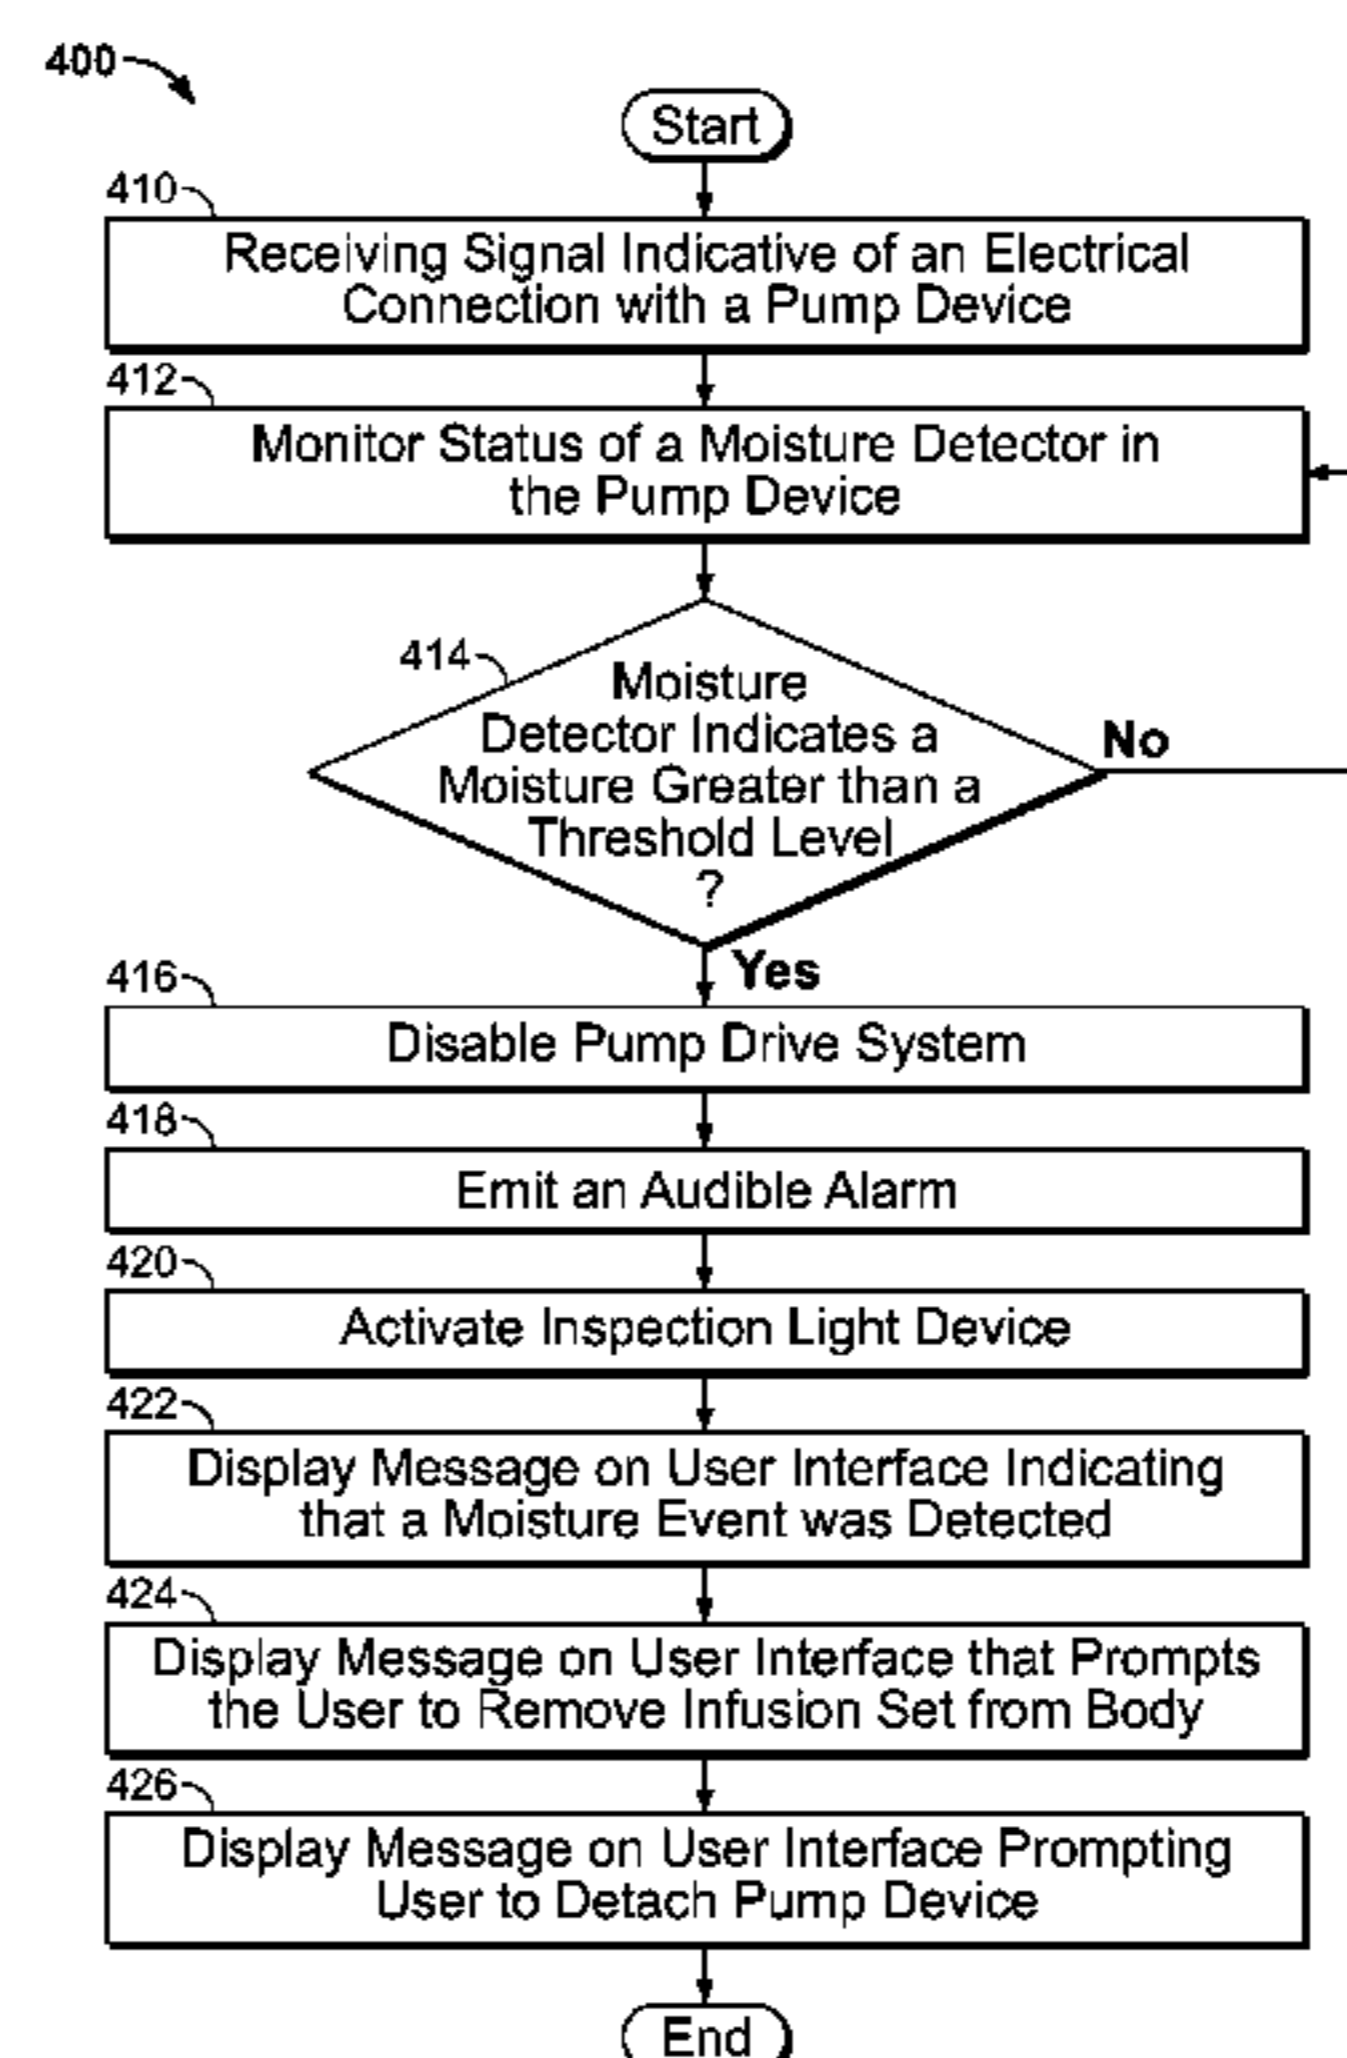 400
Start
410
Receiving Signal Indicative of an Electrical
Connection with a Pump Device
412
Monitor Status of a Moisture Detector in
the Pump Device
414
Moisture
Detector Indicates a
Moisture Greater than a
Threshold Level
?
No
Yes
416
Disable Pump Drive System
418
Emit an Audible Alarm
420
Activate Inspection Light Device
422
Display Message on User Interface Indicating
that a Moisture Event was Detected
424
Display Message on User Interface that Prompts
the User to Remove Infusion Set from Body
426
Display Message on User Interface Prompting
User to Detach Pump Device
End